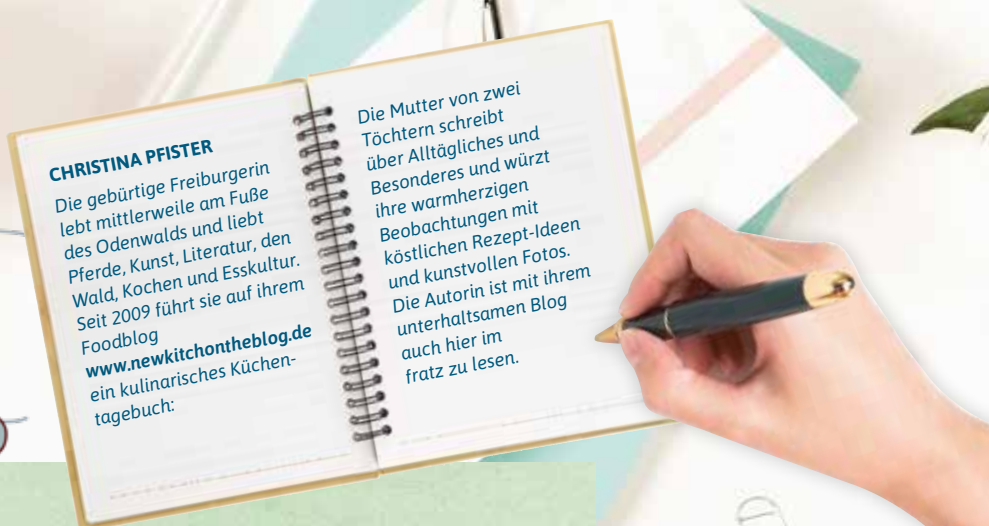 CHRISTINA PFISTER
Die gebürtige Freiburgerin
lebt mittlerweile am Fuße
des Odenwalds und liebt
Pferde, Kunst, Literatur, den
Wald, Kochen und Esskultur.
Seit 2009 führt sie auf ihrem
Foodblog
www.newkitchontheblog.de
ein kulinarisches Küchen-
tagebuch:
Die Mutter von zwei
Töchtern schreibt
über Alltägliches und
Besonderes und würzt
ihre warmherzigen
Beobachtungen mit
köstlichen Rezept-Ideen
und kunstvollen Fotos.
Die Autorin ist mit ihrem
unterhaltsamen Blog
auch hier im
fratz zu lesen.